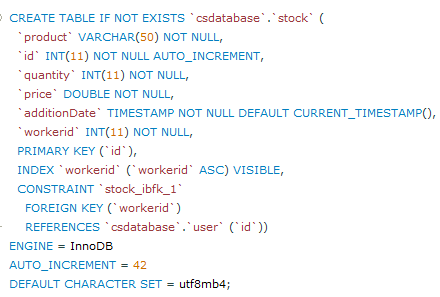 CREATE TABLE IF NOT EXISTS `csdatabase`.`stock` (
`product` VARCHAR(50) NOT NULL,
`id` INT(11) NOT NULL AUTO_INCREMENT,
`quantity` INT(11) NOT NULL,
`price` DOUBLE NOT NULL,
`additionDate` TIMESTAMP NOT NULL DEFAULT CURRENT_TIMESTAMP(),
`workerid` INT(11) NOT NULL,
PRIMARY KEY (`id`),
INDEX `workerid` (`workerid` ASC) VISIBLE,
CONSTRAINT `stock_ibfk_1`
FOREIGN KEY (`workerid`)
REFERENCES `csdatabase`.`user` (`id`))
ENGINE = InnoDB
AUTO_INCREMENT = 42
DEFAULT CHARACTER SET = utf8mb4;